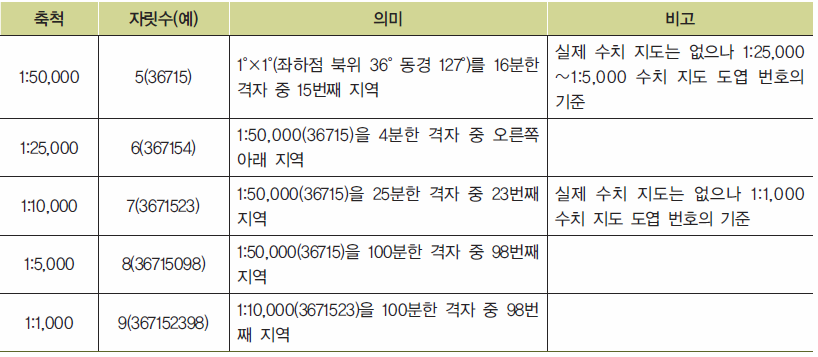 축척 자릿수(예) 의미 비고
1:50,000 5(36715) 1°×1°(좌하점 북위 36° 동경 127°)를 16분한
격자 중 15번째 지역
실제 수치 지도는 없으나 1:25,000
~1:5,000 수치 지도 도엽 번호의
기준
1:25,000 6(367154) 1:50,000(36715)을 4분한 격자 중 오른쪽
아래 지역
1:10,000 7(3671523) 1:50,000(36715)을 25분한 격자 중 23번째
지역
실제 수치 지도는 없으나 1:1,000
수치 지도 도엽 번호의 기준
1:5,000 8(36715098) 1:50,000(36715)을 100분한 격자 중 98번째
지역
1:1,000 9(367152398) 1:10,000(3671523)을 100분한 격자 중 98번
째 지역